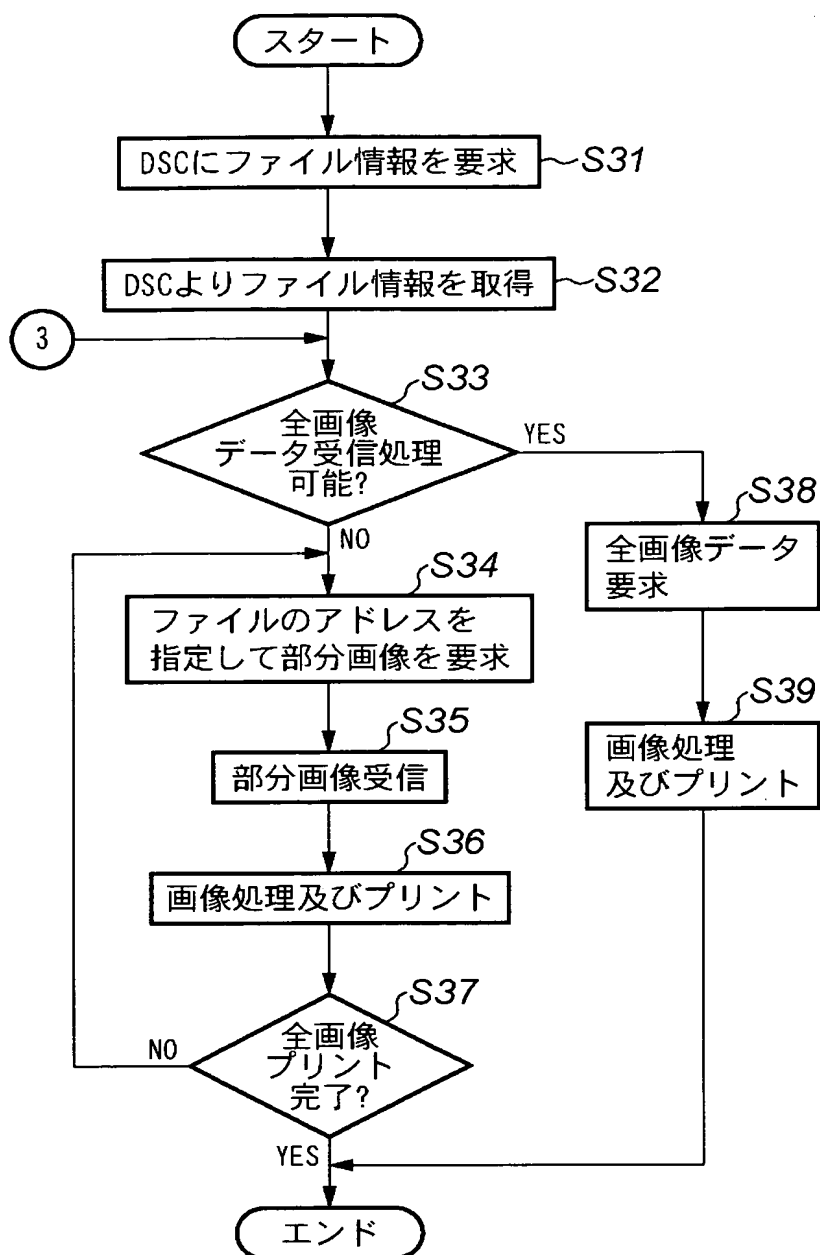 スタート
DSCにファイル情報を要求
S31
DSCよりファイル情報を取得
S32
3
S33
全画像
データ受信処理
可能?
YES
NO
S38
全画像データ
要求
S34
ファイルのアドレスを
指定して部分画像を要求
S39
画像処理
及びプリント
S35
部分画像受信
S36
画像処理及びプリント
S37
全画像
プリント
完了?
NO
YES
エンド